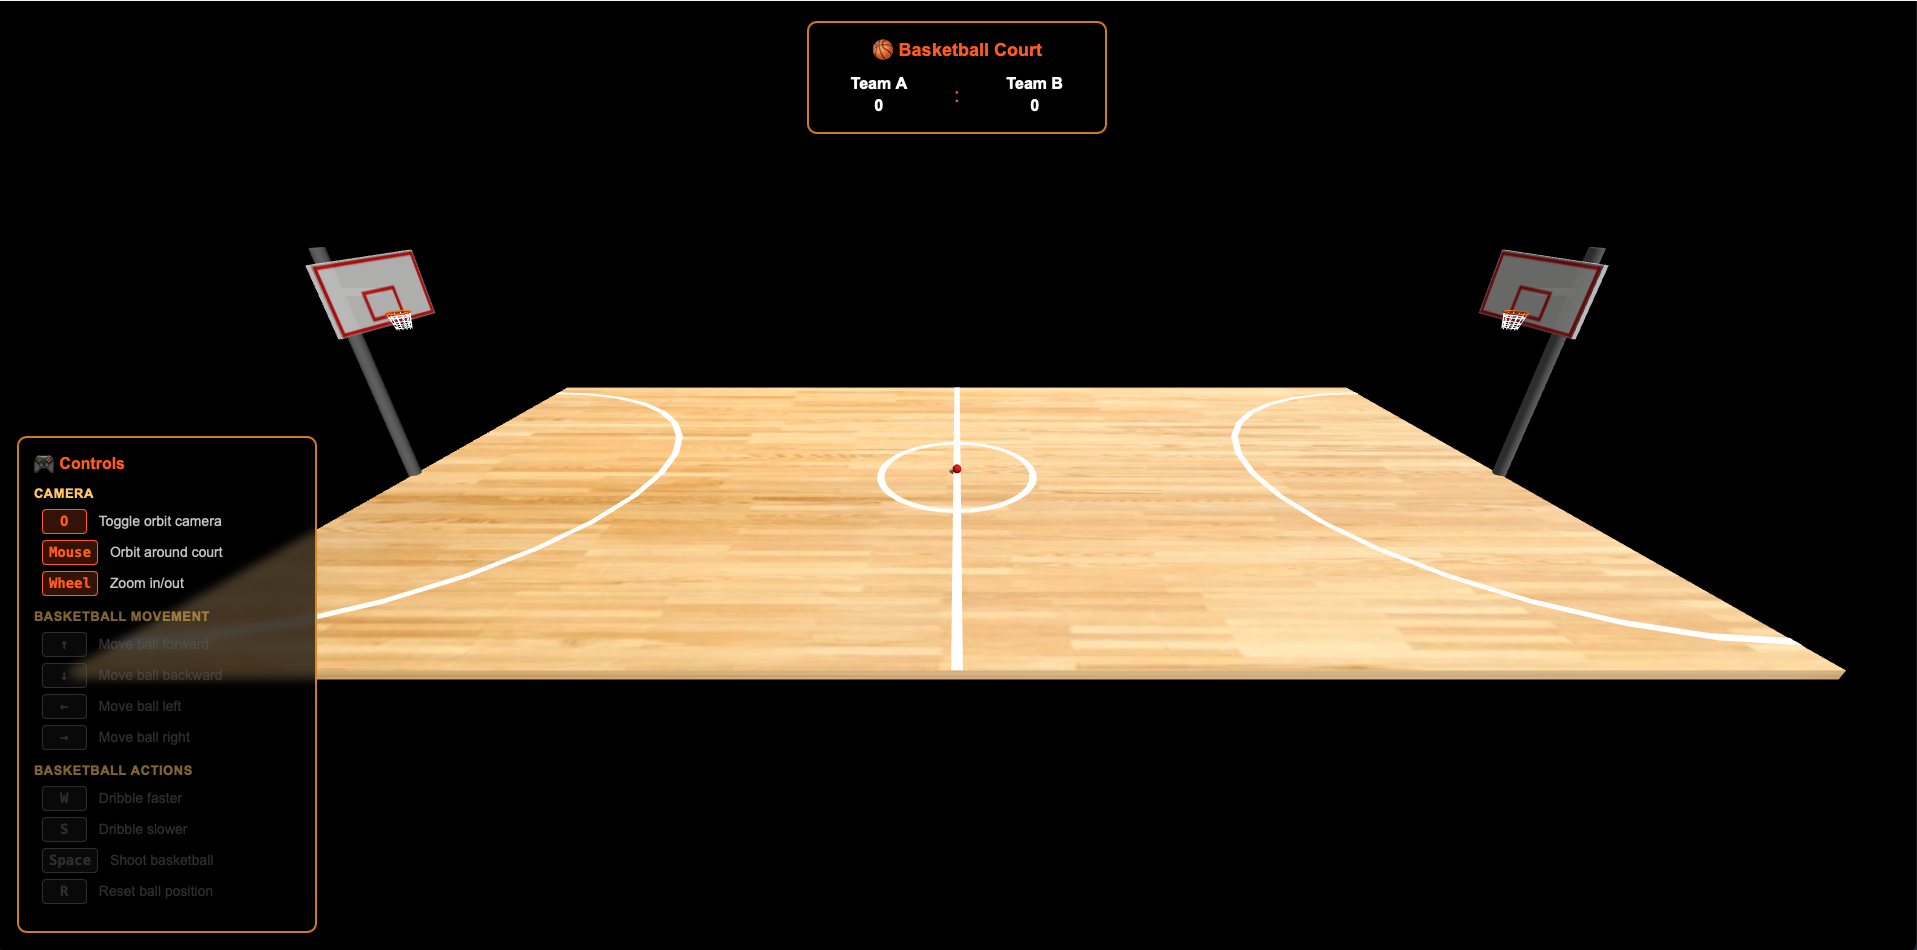 🏀 Basketball Court
Team A : Team B
0 0
🎮 Controls
CAMERA
O Toggle orbit camera
Mouse Orbit around court
Wheel Zoom in/out
BASKETBALL MOVEMENT
↑ Move ball forward
↓ Move ball backward
← Move ball left
→ Move ball right
BASKETBALL ACTIONS
W Dribble faster
S Dribble slower
Space Shoot basketball
R Reset ball position